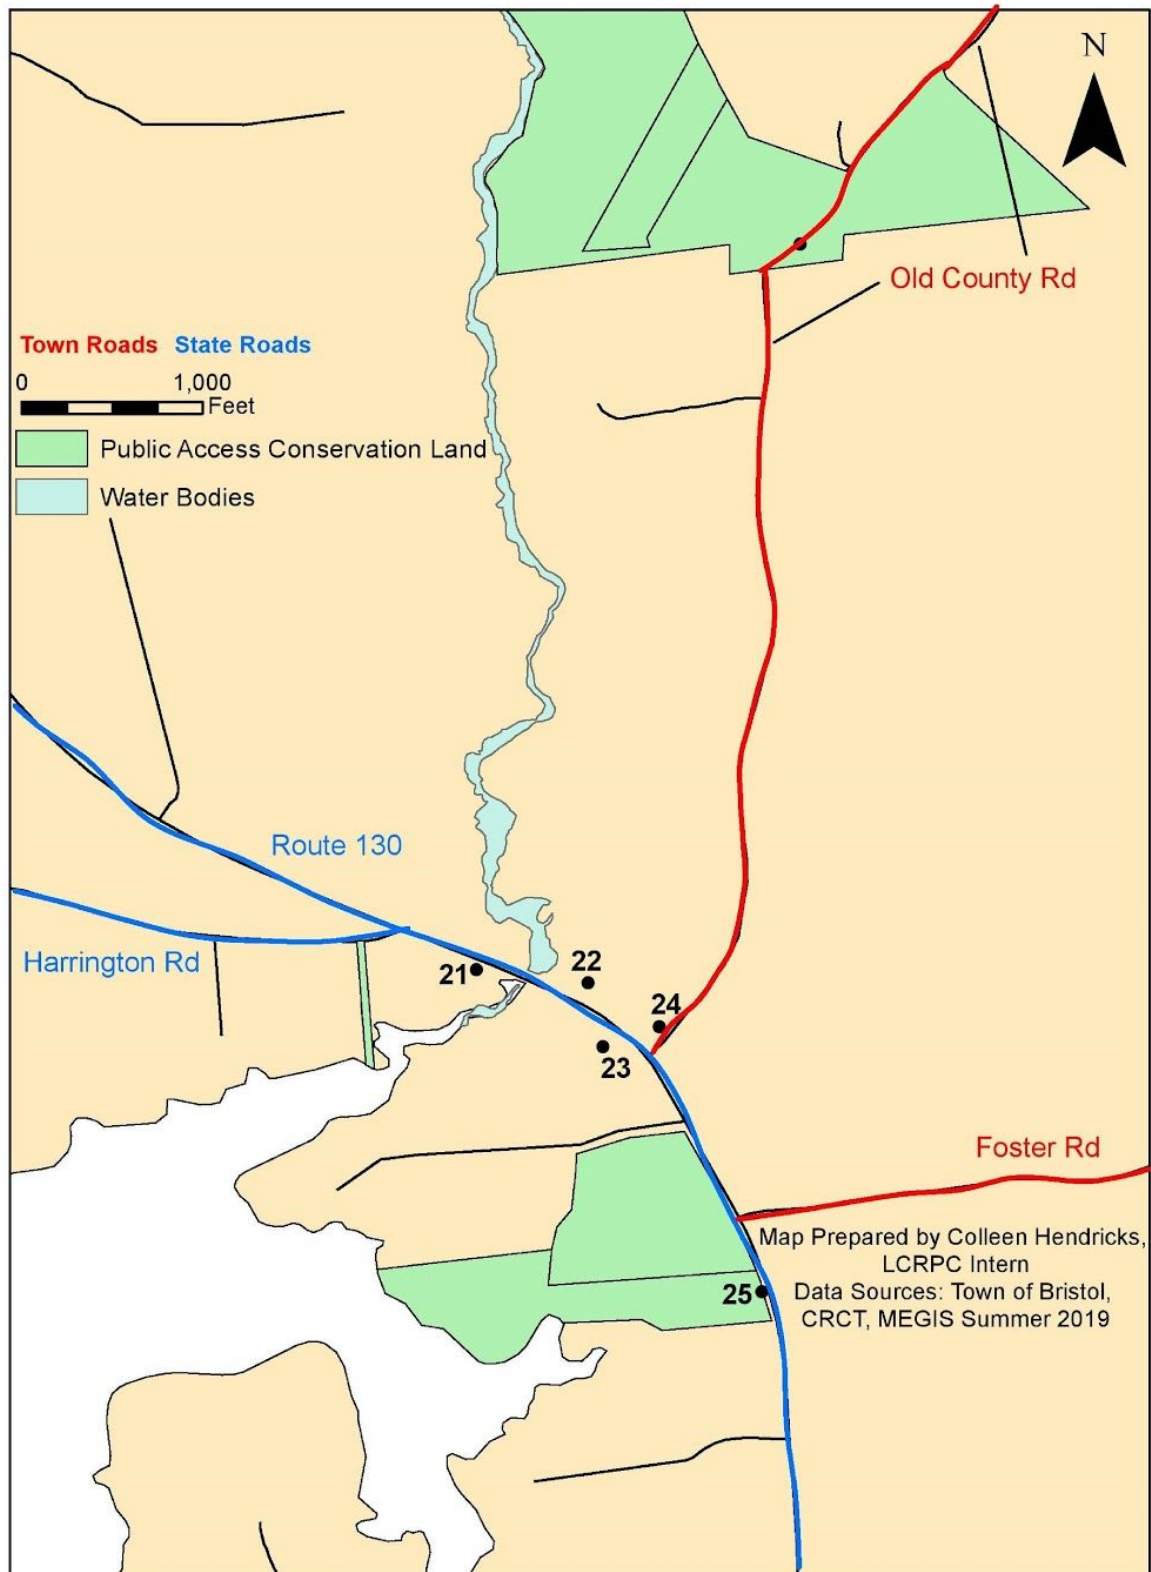 N
Old County Rd
Town Roads State Roads
0 1,000
Feet
Public Access Conservation Land
Water Bodies
Route 130
Harrington Rd
21
22
24
23
Foster Rd
Map Prepared by Colleen Hendricks,
LCRPC Intern
Data Sources: Town of Bristol,
CRCT, MEGIS Summer 2019
25